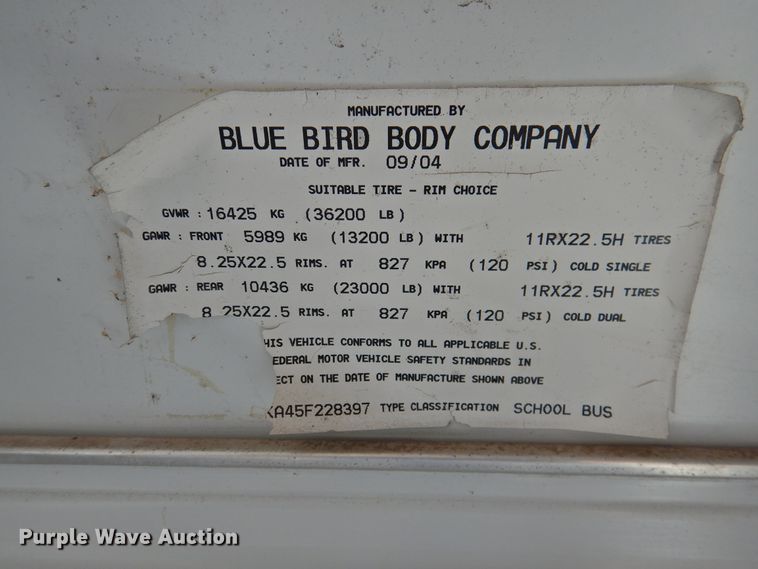 MANUFACTURED BY
BLUE BIRD BODY COMPANY
DATE OF MFR. 09/04
SUITABLE TIRE - RIM CHOICE
GVWR : 16425 KG (36200 LB)
GAWR : FRONT 5989 KG (13200 LB) WITH 11RX22.5H TIRES
8.25X22.5 RIMS. AT 827 KPA (120 PSI) COLD SINGLE
GAWR : REAR 10436 KG (23000 LB) WITH 11RX22.5H TIRES
8.25X22.5 RIMS. AT 827 KPA (120 PSI) COLD DUAL
HIS VEHICLE CONFORMS TO ALL APPLICABLE U.S.
EDERAL MOTOR VEHICLE SAFETY STANDARDS IN
ECT ON THE DATE OF MANUFACTURE SHOWN ABOVE
KA45F228397 TYPE CLASSIFICATION SCHOOL BUS
Purple Wave Auction